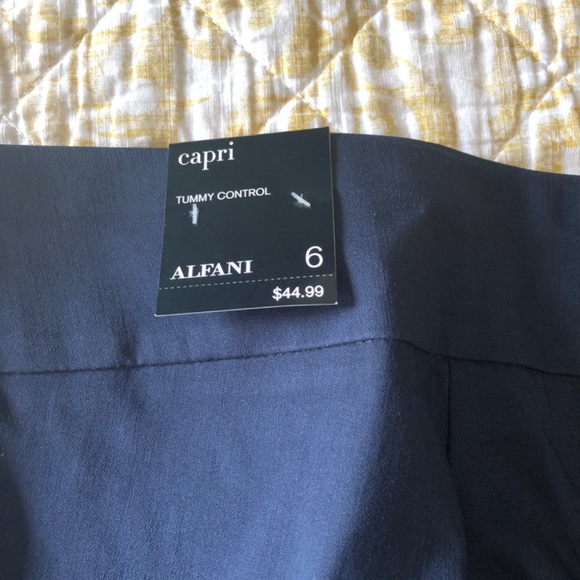 capri
TUMMY CONTROL
ALFANI 6
$44.99